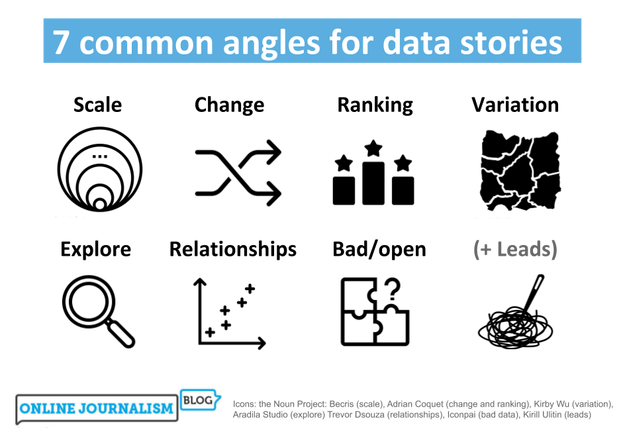 7 common angles for data stories
Scale Change Ranking Variation
Explore Relationships Bad/open (+ Leads)
?
ONLINE JOURNALISM BLOG
Icons: the Noun Project: Becris (scale), Adrian Coquet (change and ranking), Kirby Wu (variation),
Aradila Studio (explore) Trevor Dsouza (relationships), Iconpai (bad data), Kirill Ulitin (leads)